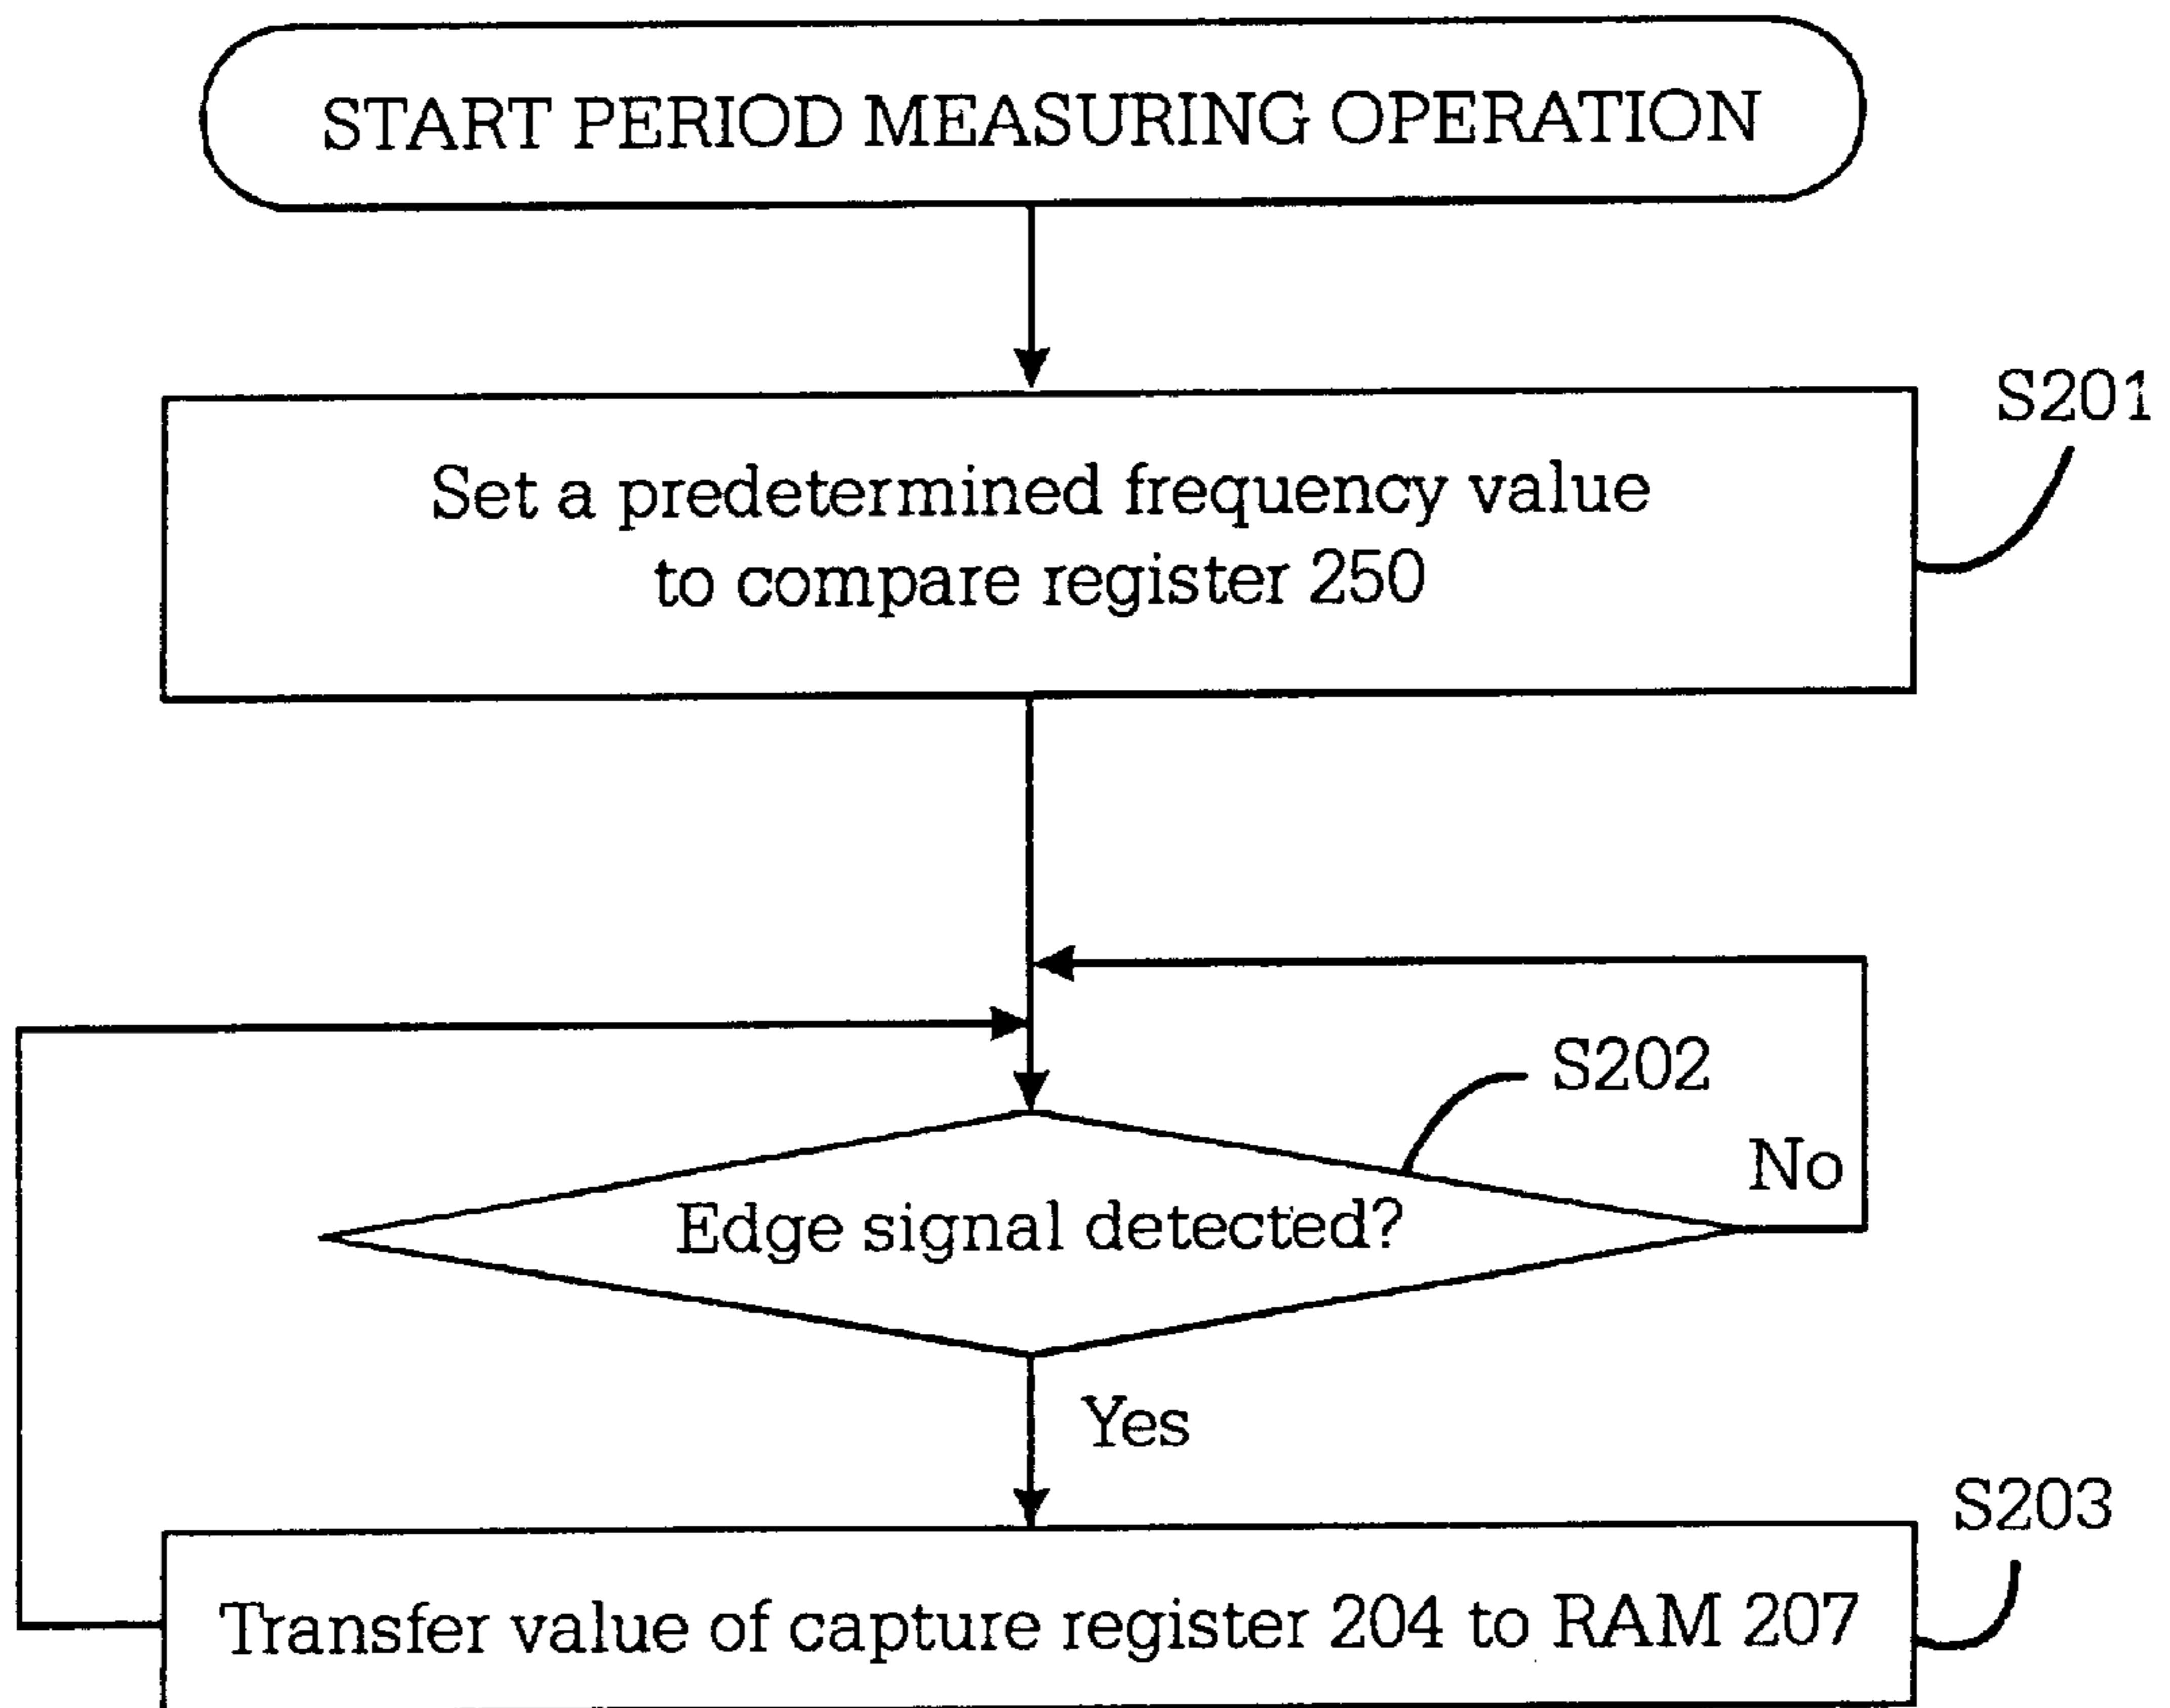 START PERIOD MEASURING OPERATION
S201
Set a predetermined frequency value
to compare register 250
S202
No
Edge signal detected?
Yes
S203
Transfer value of capture register 204 to RAM 207